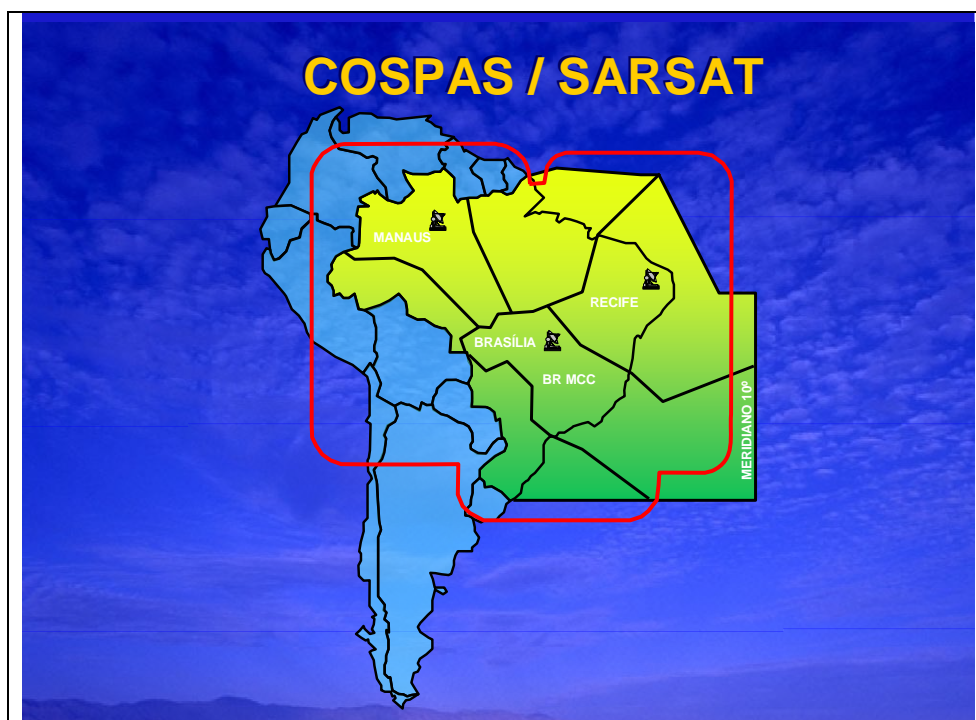 COSPAS / SARSAT
MANAUS
RECIFE
BRASÍLIA
BR MCC
MERIDIANO 10º